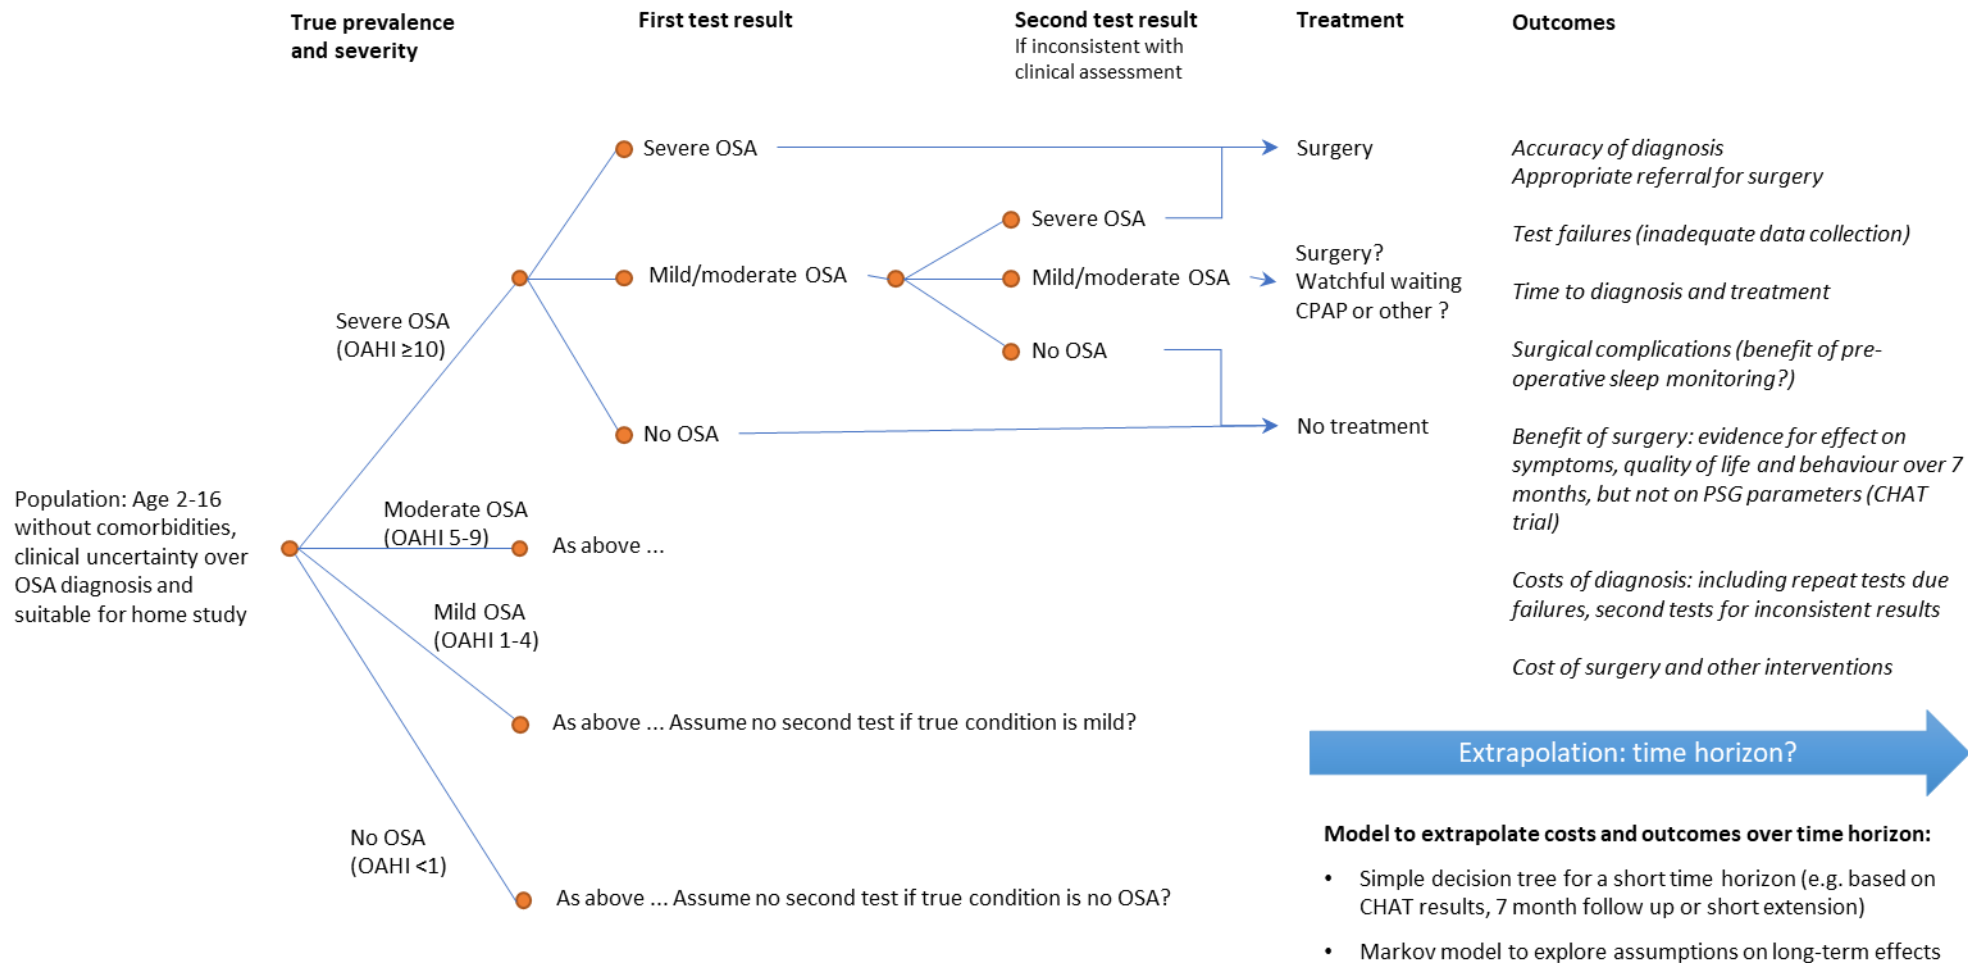 True prevalence
and severity
First test result
Second test result
If inconsistent with
clinical assessment
Treatment
Outcomes
Severe OSA
Surgery
Accuracy of diagnosis
Appropriate referral for surgery
Severe OSA
Test failures (inadequate data collection)
Mild/moderate OSA
Mild/moderate OSA
Surgery?
Watchful waiting
CPAP or other ?
Time to diagnosis and treatment
Severe OSA
(OAHI ≥10)
No OSA
Surgical complications (benefit of pre-
operative sleep monitoring?)
No OSA
No treatment
Benefit of surgery: evidence for effect on
symptoms, quality of life and behaviour over 7
months, but not on PSG parameters (CHAT
trial)
Population: Age 2-16
without comorbidities,
clinical uncertainty over
OSA diagnosis and
suitable for home study
Moderate OSA
(OAHI 5-9)
As above ...
Costs of diagnosis: including repeat tests due
failures, second tests for inconsistent results
Mild OSA
(OAHI 1-4)
Cost of surgery and other interventions
As above ... Assume no second test if true condition is mild?
Extrapolation: time horizon?
No OSA
(OAHI <1)
As above ... Assume no second test if true condition is no OSA?
Model to extrapolate costs and outcomes over time horizon:
• Simple decision tree for a short time horizon (e.g. based on
CHAT results, 7 month follow up or short extension)
• Markov model to explore assumptions on long-term effects